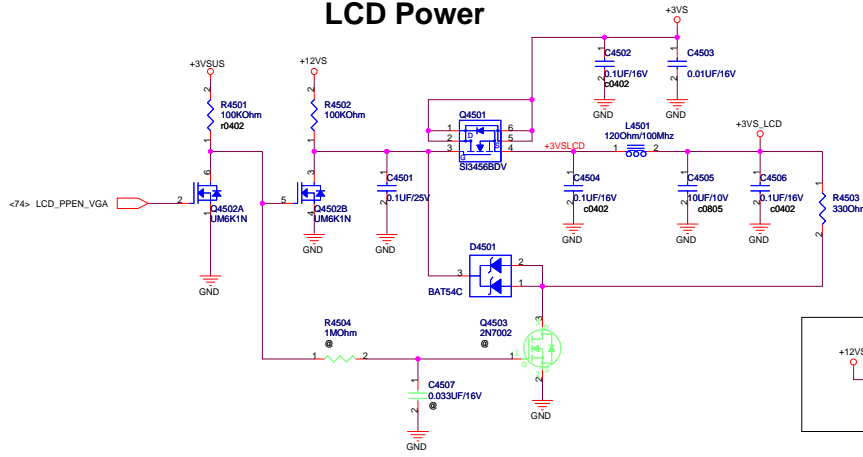 LCD Power
+3VS
+3VSUS
+12VS
C4502
0.1UF/16V
c0402
C4503
0.01UF/16V
GND
GND
R4501
100KOhm
r0402
R4502
100KOhm
Q4501
SI3456BDV
+3VSLCD
L4501
120Ohm/100Mhz
+3VS_LCD
<74> LCD_PPEN_VGA
Q4502A
UM6K1N
Q4502B
UM6K1N
C4501
0.1UF/25V
C4504
0.1UF/16V
c0402
C4505
10UF/10V
c0805
C4506
0.1UF/16V
c0402
R4503
330Ohm
GND
GND
GND
GND
GND
GND
D4501
BAT54C
R4504
1MOhm
@
Q4503
2N7002
@
C4507
0.033UF/16V
@
GND
GND
+12VS